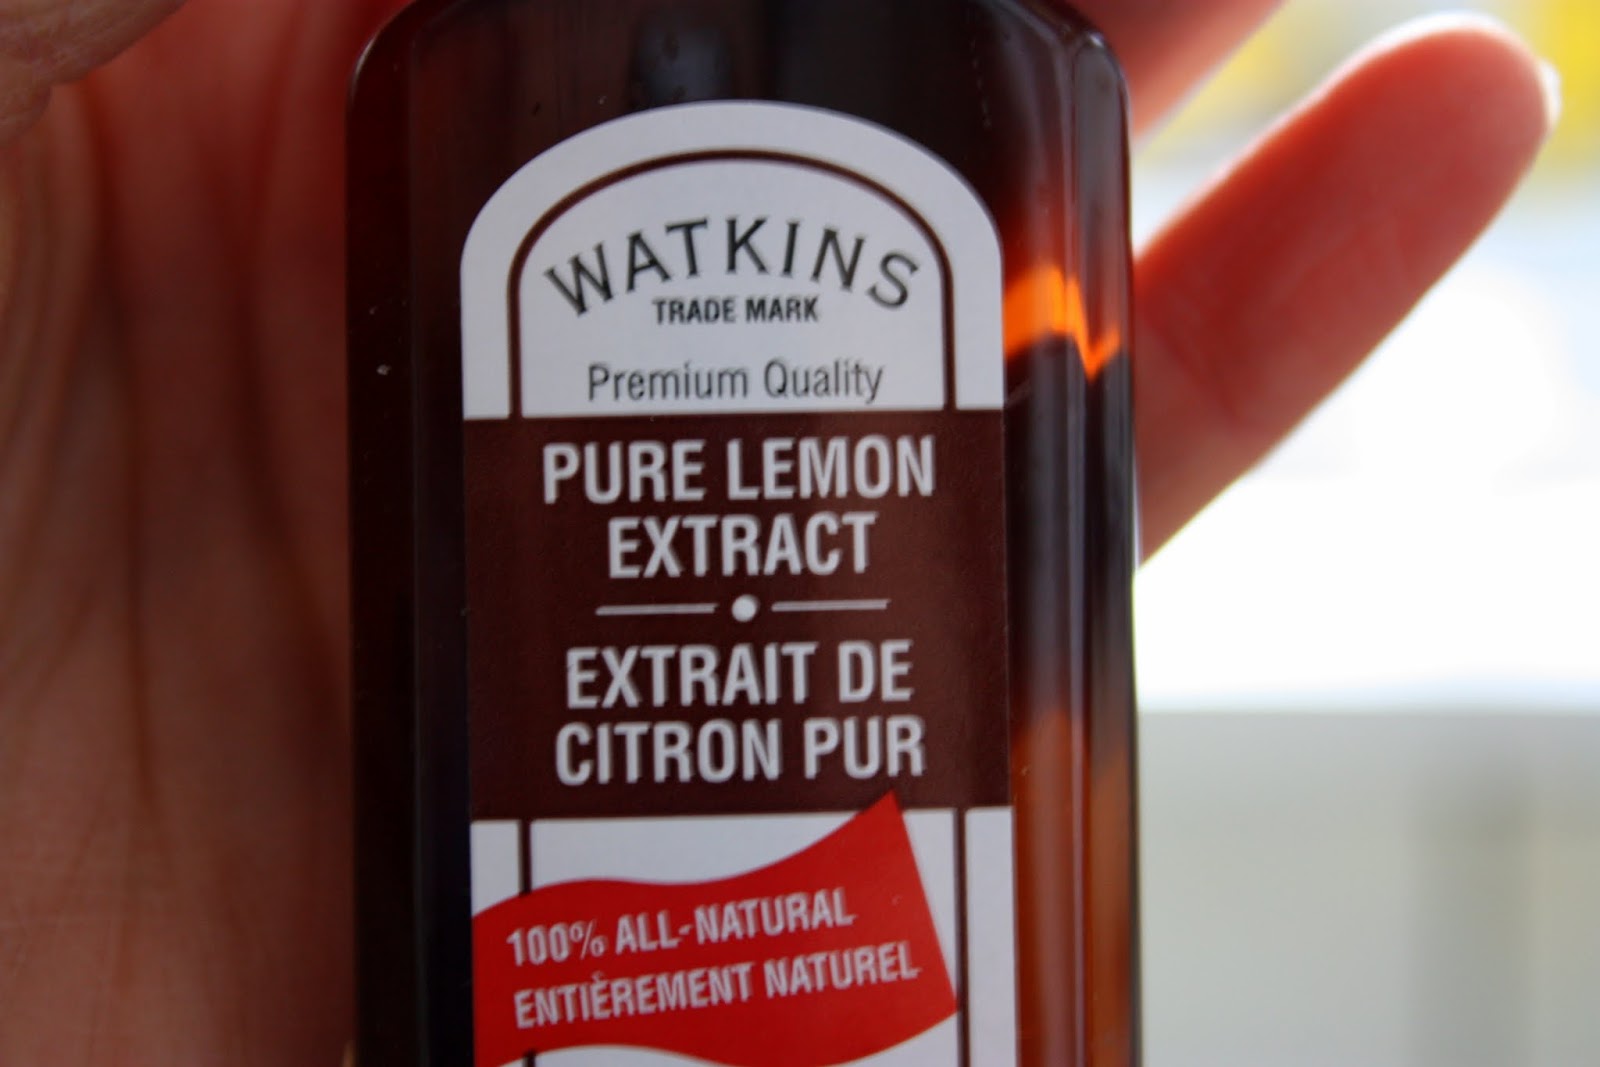 WATKINS
TRADE MARK
Premium Quality
PURE LEMON
EXTRACT
EXTRAIT DE
CITRON PUR
100% ALL-NATURAL
ENTIÈREMENT NATUREL